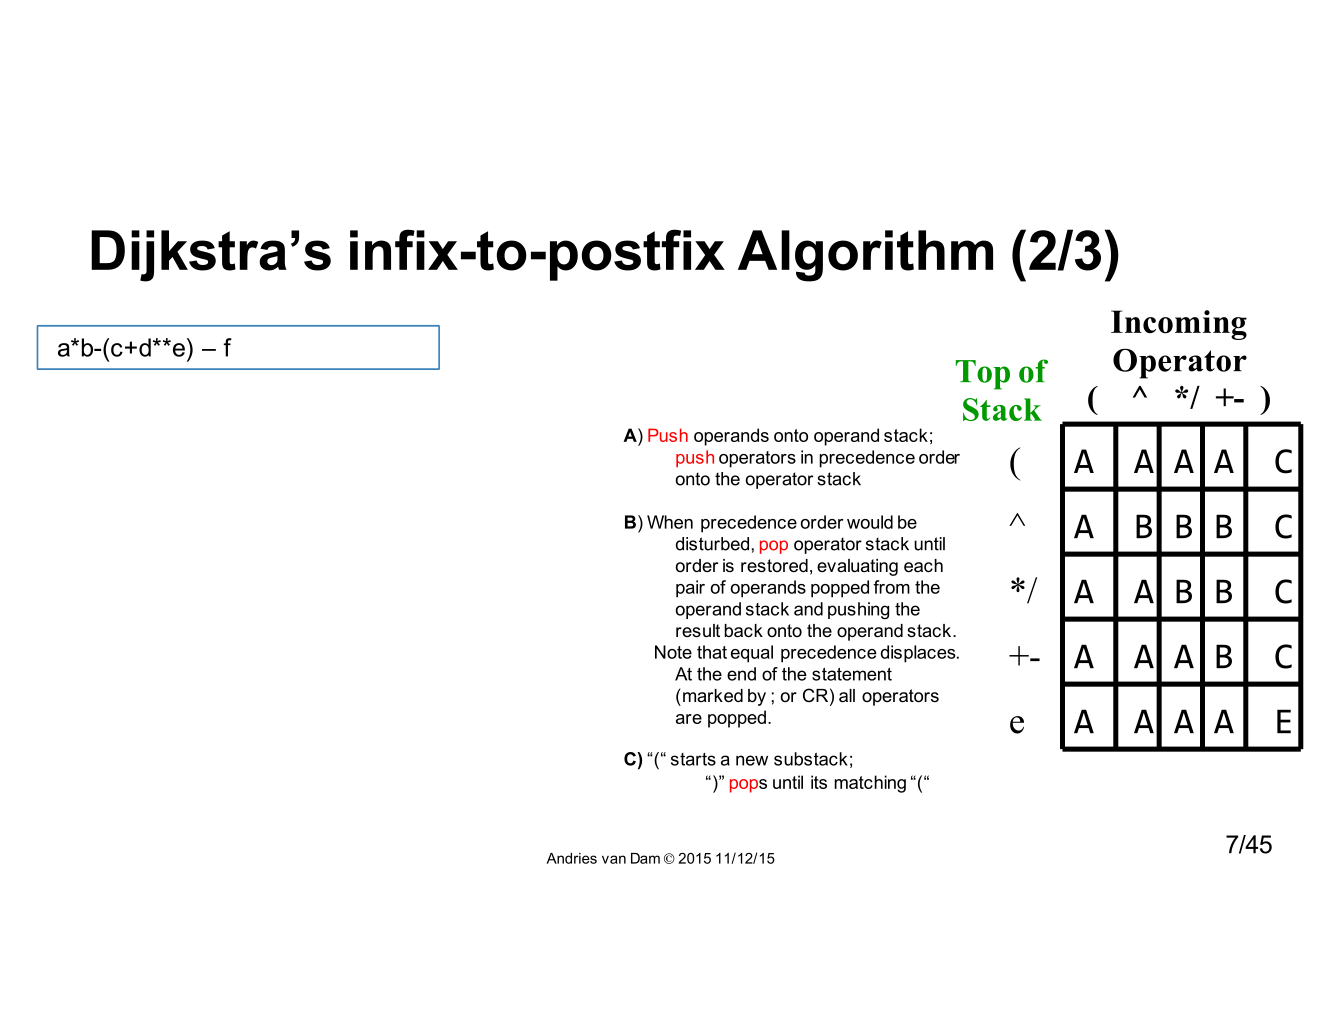 Dijkstra’s infix-to-postfix Algorithm (2/3)
a*b-(c+d**e) – f
A) Push operands onto operand stack;
push operators in precedence order
onto the operator stack
B) When precedence order would be
disturbed, pop operator stack until
order is restored, evaluating each
pair of operands popped from the
operand stack and pushing the
result back onto the operand stack.
Note that equal precedence displaces.
At the end of the statement
(marked by ; or CR) all operators
are popped.
C) “(“ starts a new substack;
“)” pops until its matching “(“
Incoming
Operator
Top of
Stack
( ^ */ +- )
( A A A A C
^ A B B B C
*/ A A B B C
+- A A A B C
e A A A A E
Andries van Dam © 2015 11/12/15
7/45